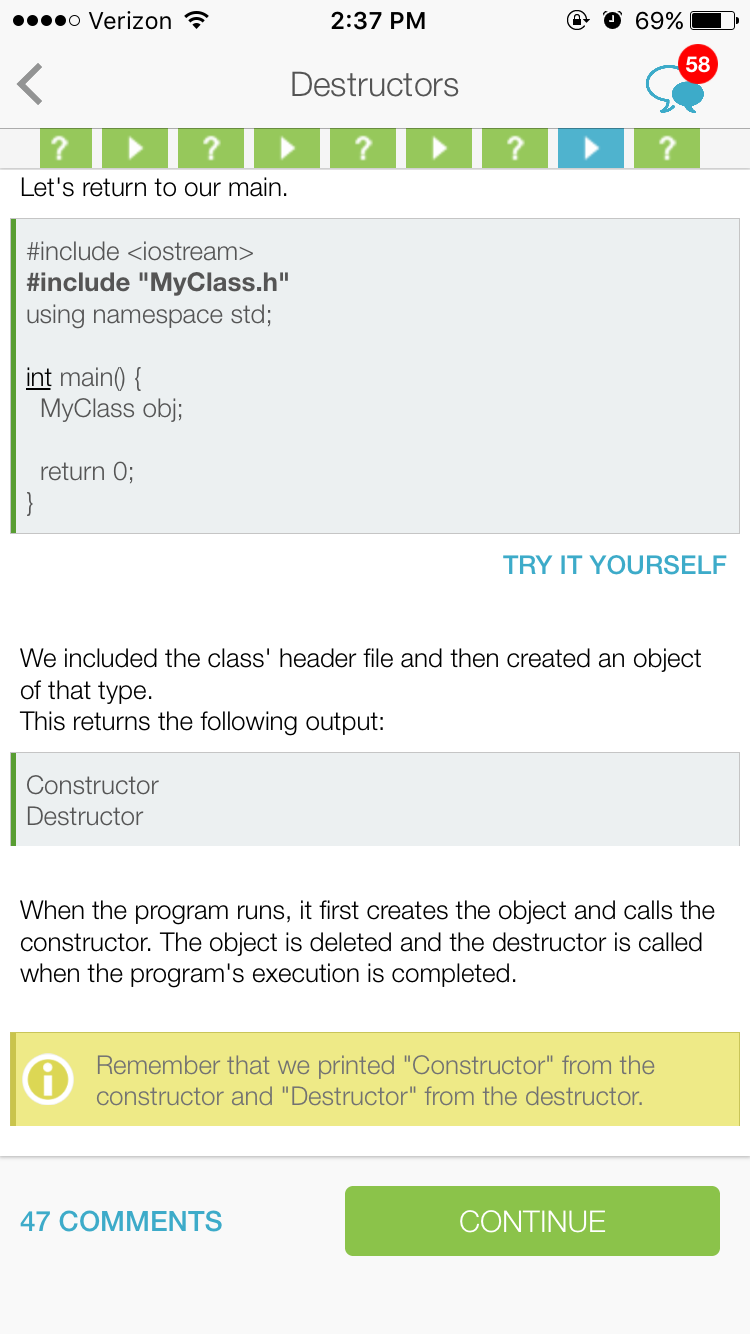 Verizon 2:37 PM 69%
Destructors 58
? ? ? ? ?
Let's return to our main.
#include <iostream>
#include "MyClass.h"
using namespace std;
int main() {
MyClass obj;
return 0;
}
TRY IT YOURSELF
We included the class' header file and then created an object
of that type.
This returns the following output:
Constructor
Destructor
When the program runs, it first creates the object and calls the
constructor. The object is deleted and the destructor is called
when the program's execution is completed.
Remember that we printed "Constructor" from the
constructor and "Destructor" from the destructor.
47 COMMENTS CONTINUE